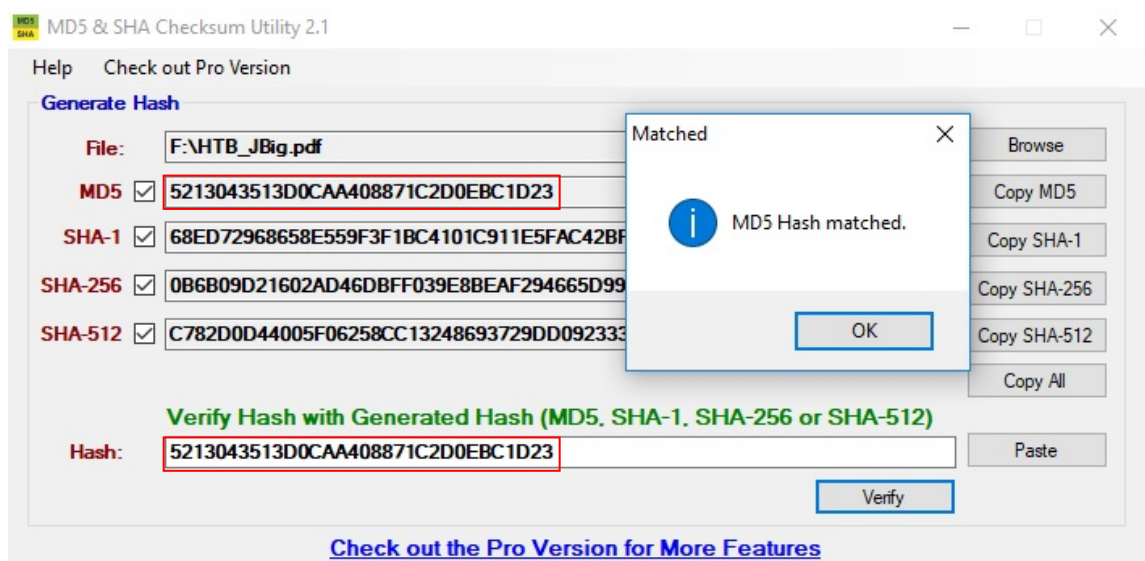 MD5 SHA MD5 & SHA Checksum Utility 2.1
Help Check out Pro Version
Generate Hash
Matched
File: F:\HTB_JBig.pdf Browse
MD5 5213043513D0CAA408871C2D0EBC1D23 Copy MD5
MD5 Hash matched.
SHA-1 68ED72968658E559F3F1BC4101C911E5FAC42BF Copy SHA-1
SHA-256 0B6B09D21602AD46DBFF039E8BEAF294665D99 Copy SHA-256
SHA-512 C782D0D44005F06258CC13248693729DD092333 OK Copy SHA-512
Copy All
Verify Hash with Generated Hash (MD5, SHA-1, SHA-256 or SHA-512)
Hash: 5213043513D0CAA408871C2D0EBC1D23 Paste
Verify
Check out the Pro Version for More Features